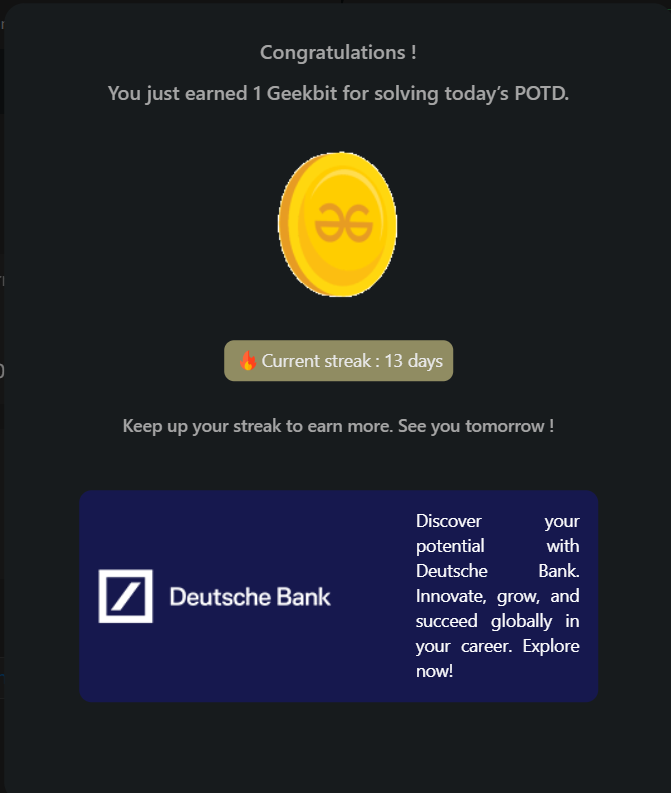 Congratulations !
You just earned 1 Geekbit for solving today's POTD.
Current streak : 13 days
Keep up your streak to earn more. See you tomorrow !
Deutsche Bank
Discover your
potential with
Deutsche Bank.
Innovate, grow, and
succeed globally in
your career. Explore
now!